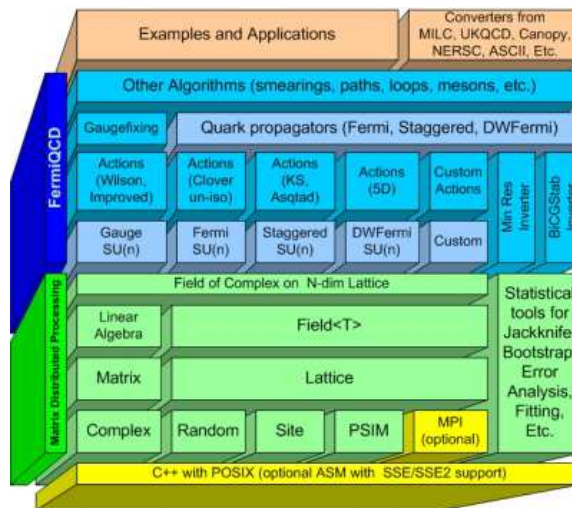 Examples and Applications
Converters from
MILC, UKQCD, Canopy,
NERSC, ASCII, Etc.
FermiQCD
Other Algorithms (smearings, paths, loops, mesons, etc.)
Gaugefixing
Quark propagators (Fermi, Staggered, DWFermi)
Actions
(Wilson,
Improved)
Actions
(Clover
un-iso)
Actions
(KS,
Asqtad)
Actions
(5D)
Custom
Actions
Min Res
Inverter
BiCGStab
Inverter
Gauge
SU(n)
Fermi
SU(n)
Staggered
SU(n)
DWFermi
SU(n)
Custom
Matrix Distributed Processing
Field of Complex on N-dim Lattice
Statistical
tools for
Jackknife,
Bootstrap,
Error
Analysis,
Fitting,
Etc.
Linear
Algebra
Field<T>
Matrix
Lattice
Complex
Random
Site
PSIM
MPI
(optional)
C++ with POSIX (optional ASM with SSE/SSE2 support)